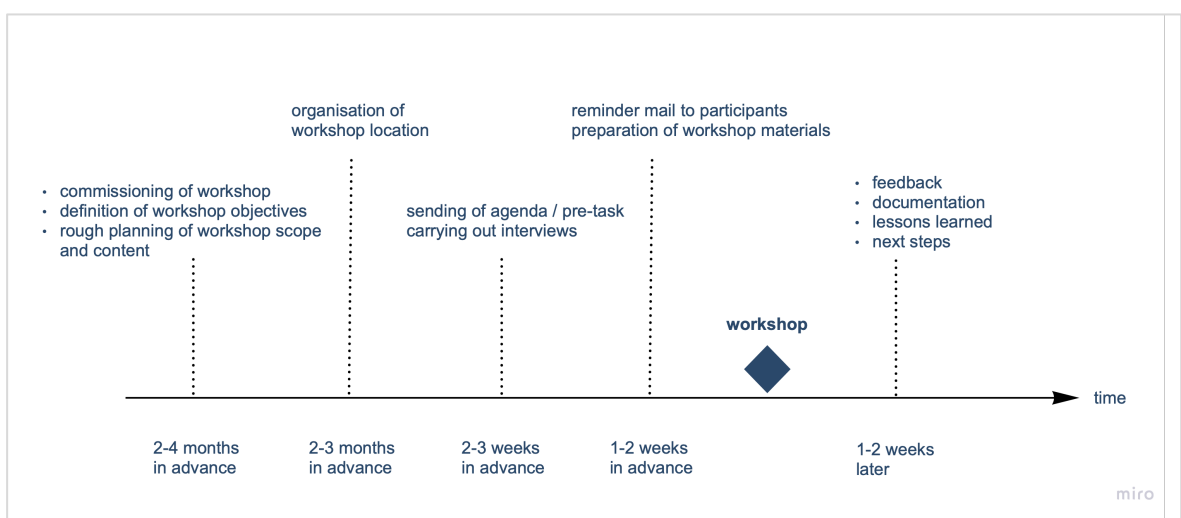 organisation of
workshop location
reminder mail to participants
preparation of workshop materials
• commissioning of workshop
• definition of workshop objectives
• rough planning of workshop scope
and content
sending of agenda / pre-task
carrying out interviews
• feedback
• documentation
• lessons learned
• next steps
workshop
time
2-4 months
in advance
2-3 months
in advance
2-3 weeks
in advance
1-2 weeks
in advance
1-2 weeks
later
miro